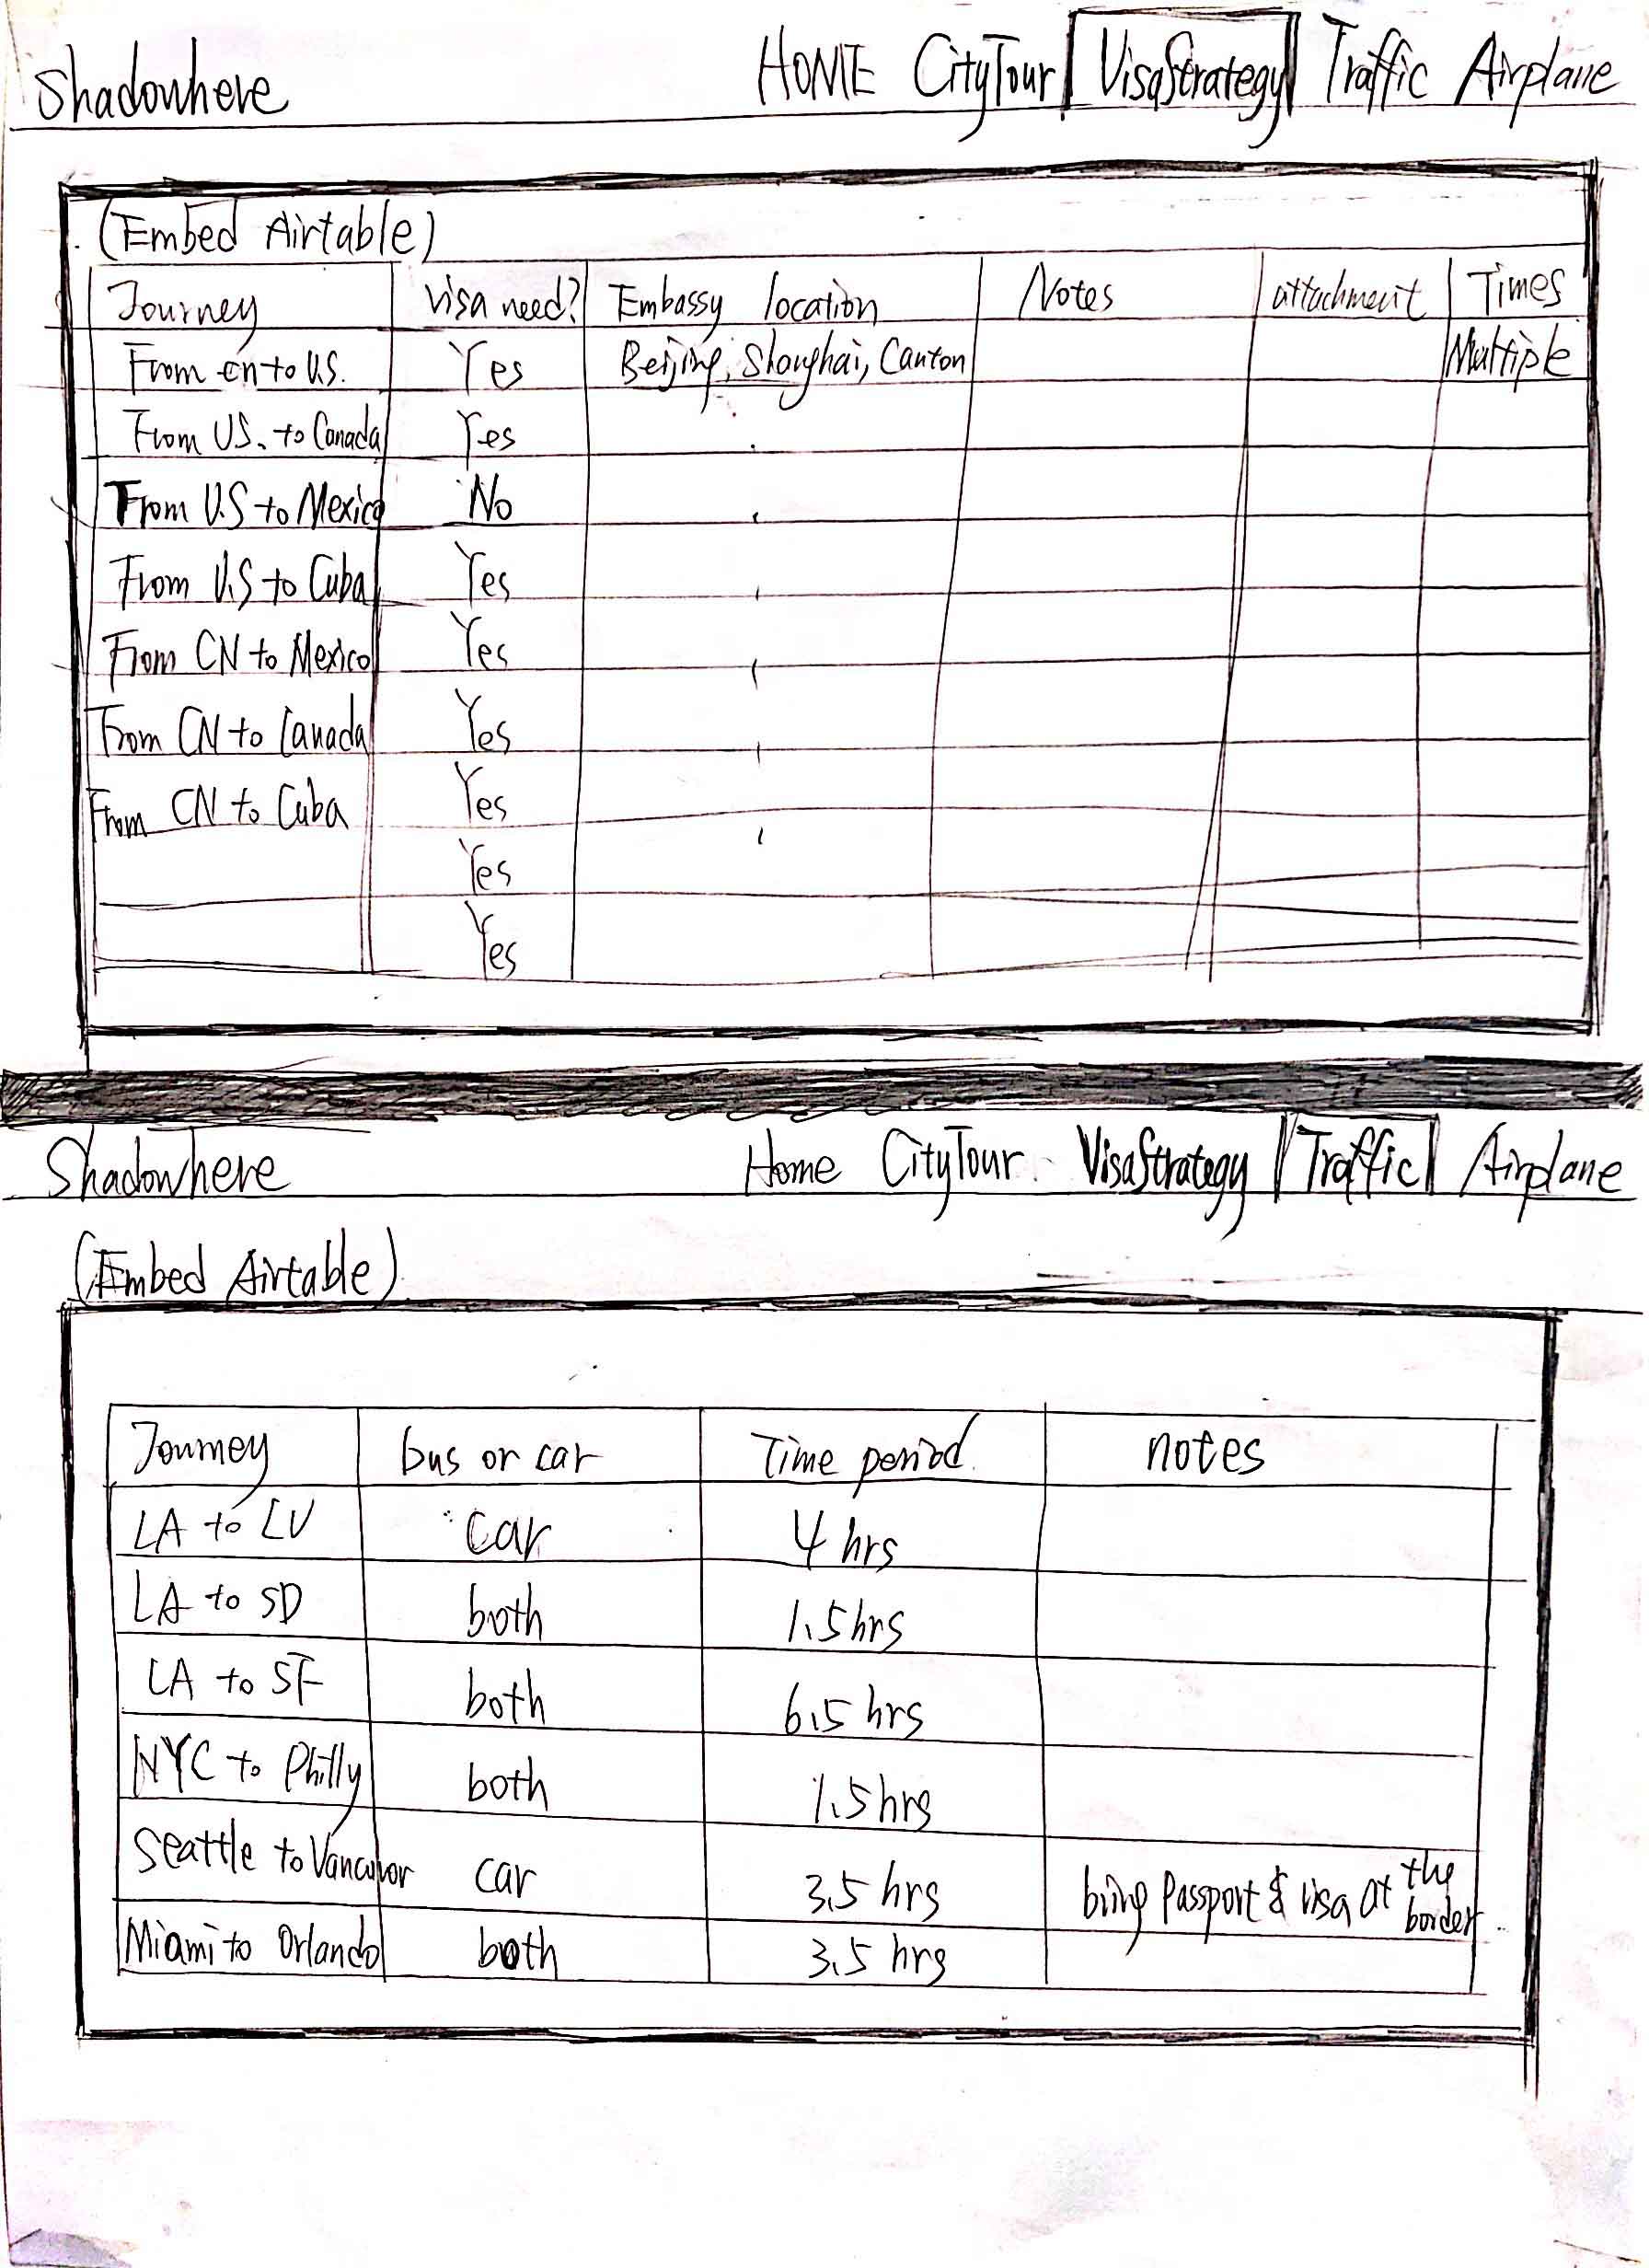 Shadowhere HOME CityTour VisaStrategy Traffic Airplane
(Embed Airtable)
Journey Visa need? Embassy location Notes attachment Times
From cn to U.S. Yes Beijing, Shanghai, Canton Multiple
From US. to Canada Yes
From U.S to Mexico No
From U.S to Cuba Yes
From CN to Mexico Yes
From CN to Canada Yes
From CN to Cuba Yes
Yes
Yes
Shadowhere Home CityTour VisaStrategy Traffic Airplane
(Embed Airtable)
Journey bus or car Time period notes
LA to LV car 4 hrs
LA to SD both 1.5hrs
LA to SF both 6.5 hrs
NYC to Philly both 1.5hrs
Seattle to Vancuvor car 3.5 hrs bring Passport & visa at the border
Miami to Orlando both 3.5 hrs